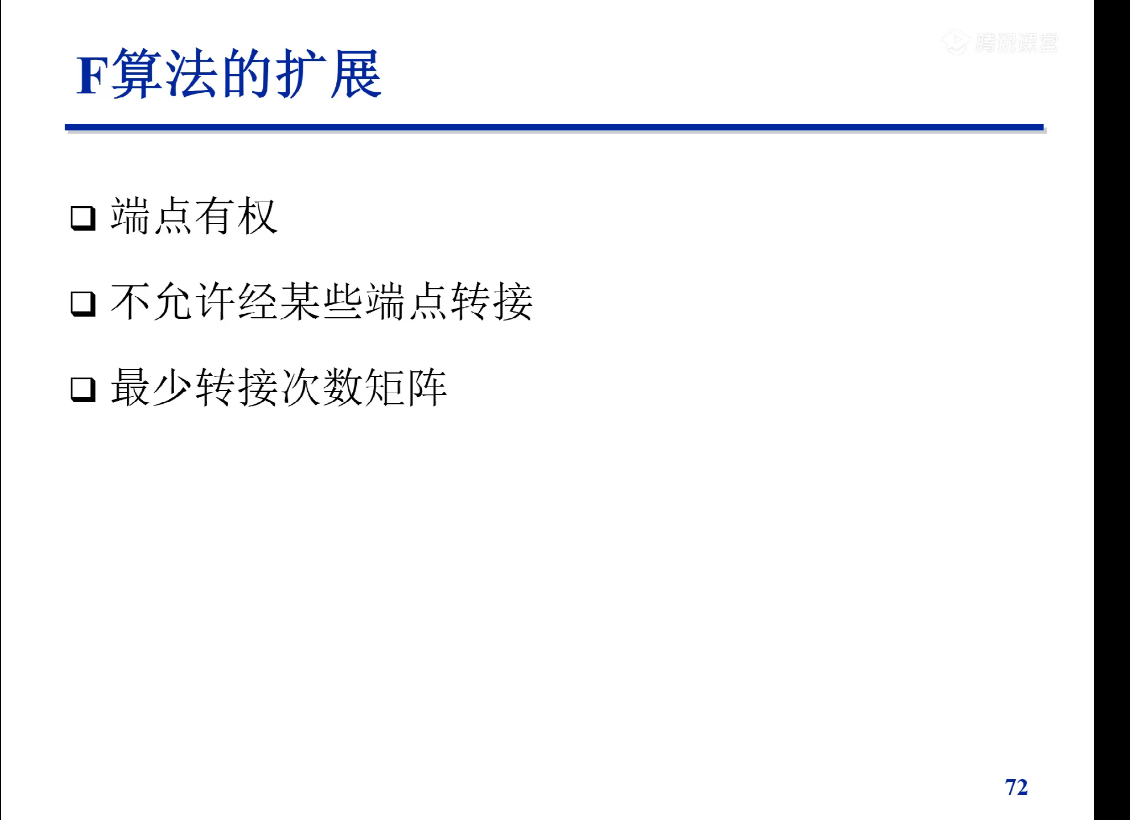 腾讯课堂
F算法的扩展
端点有权
不允许经某些端点转接
最少转接次数矩阵
72